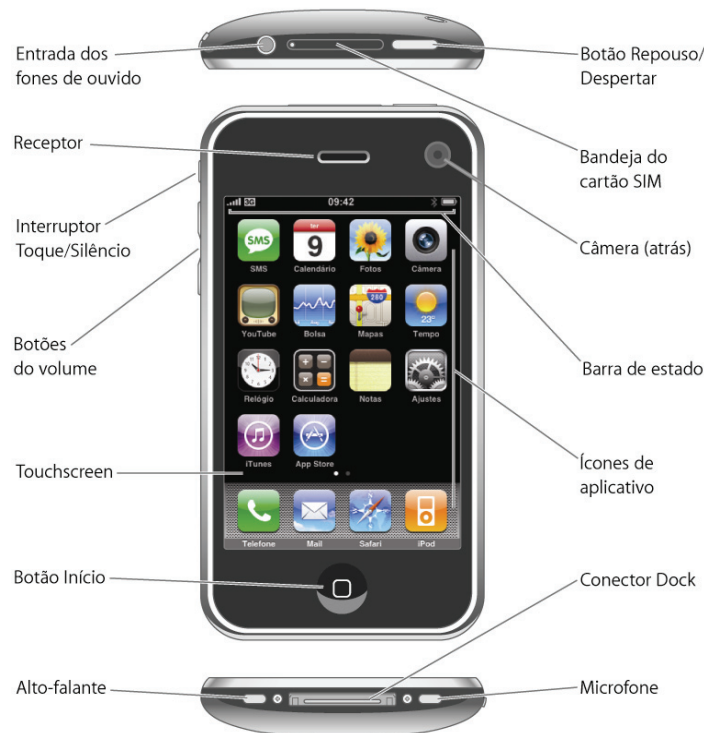 Entrada dos
fones de ouvido
Botão Repouso/
Despertar
Receptor
Bandeja do
cartão SIM
Interruptor
Toque/Silêncio
Câmera (atrás)
Botões
do volume
Barra de estado
Touchscreen
Ícones de
aplicativo
Botão Início
Conector Dock
Alto-falante
Microfone
3G 09:42
SMS ter 9 280 23°
SMS Calendário Fotos Câmera
YouTube Bolsa Mapas Tempo
Relógio Calculadora Notas Ajustes
iTunes App Store
Telefone Mail Safari iPod